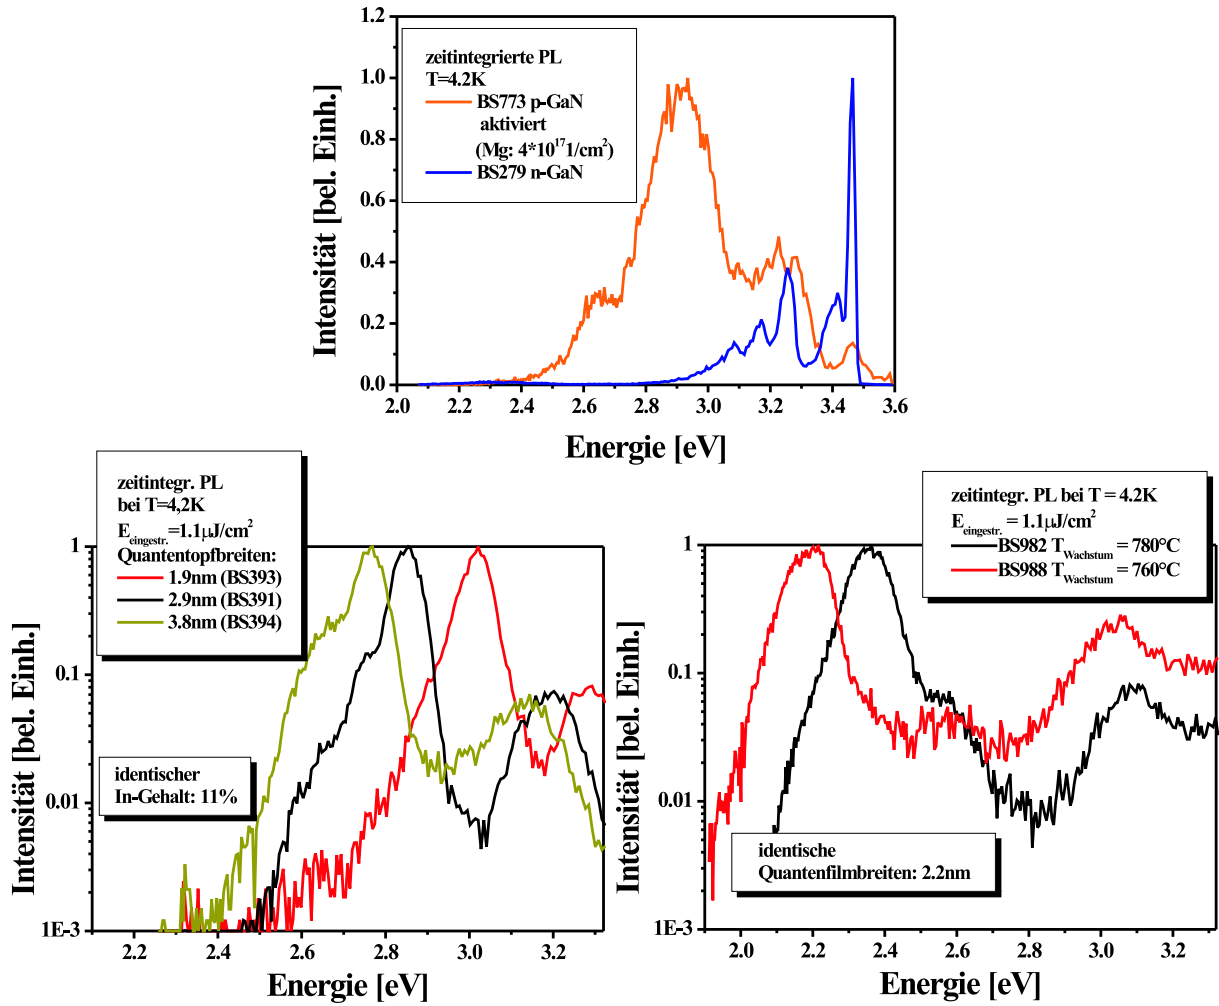 1.2
1.0
0.8
0.6
0.4
0.2
0.0
Intensität [bel. Einh.]
zeitintegrierte PL
T=4.2K
BS773 p-GaN
aktiviert
(Mg: 4*10¹⁷1/cm²)
BS279 n-GaN
2.0 2.2 2.4 2.6 2.8 3.0 3.2 3.4 3.6
Energie [eV]
zeitintegr. PL
bei T=4,2K
E_eingestr.=1.1µJ/cm²
Quantentopfbreiten:
1.9nm (BS393)
2.9nm (BS391)
3.8nm (BS394)
1
0.1
0.01
1E-3
Intensität [bel. Einh.]
identischer
In-Gehalt: 11%
2.2 2.4 2.6 2.8 3.0 3.2
Energie [eV]
zeitintegr. PL bei T = 4.2K
E_eingestr. = 1.1µJ/cm²
BS982 T_Wachstum = 780°C
BS988 T_Wachstum = 760°C
1
0.1
0.01
1E-3
Intensität [bel. Einh.]
identische
Quantenfilmbreiten: 2.2nm
2.0 2.2 2.4 2.6 2.8 3.0 3.2
Energie [eV]